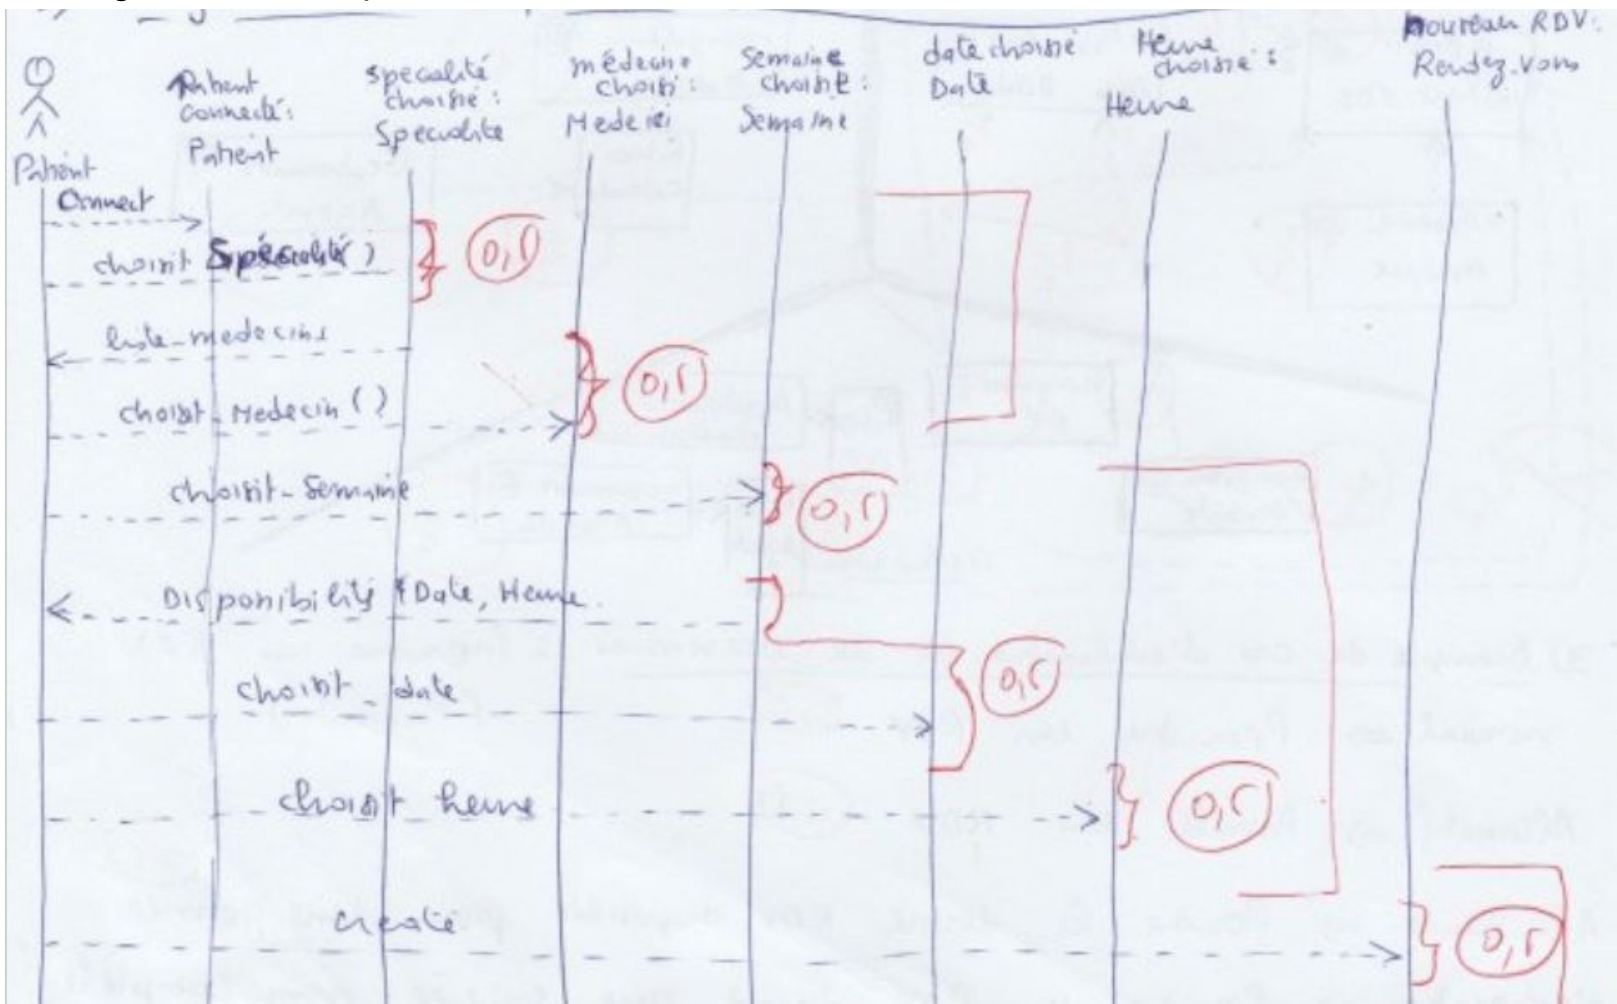 Patient
Patient
connecté:
Patient
spécialité
choisie:
Spécialité
médecin
choisi:
Medecin
Semaine
choisie:
Semaine
date choisie
Date
Heure
choisie:
Heure
nouveau RDV:
Rendez-vous
Connect
choisit Spécialité()
0,5
liste-medecins
0,5
choisit-Medecin()
choisit-Semaine
0,5
Disponibilité Date, Heure
0,5
choisit-date
choisit heure
0,5
create
0,5